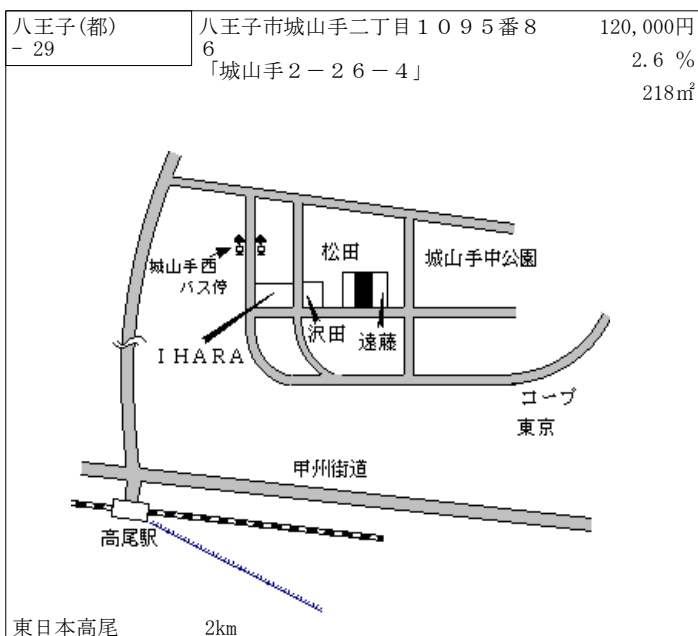 八王子(都)
- 29
八王子市城山手二丁目１０９５番８
６
「城山手２－２６－４」
120,000円
2.6 %
218㎡
城山手西
バス停
松田
城山手中公園
ＩＨＡＲＡ
沢田
遠藤
コープ
東京
甲州街道
高尾駅
東日本高尾
2km